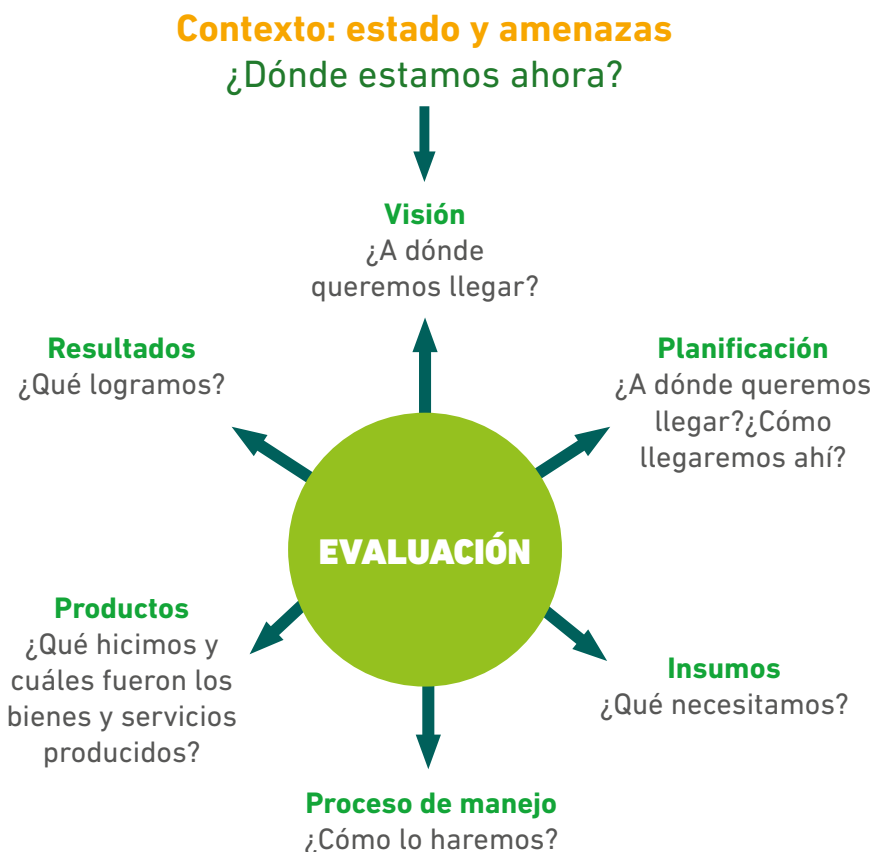 Contexto: estado y amenazas
¿Dónde estamos ahora?
Visión
¿A dónde
queremos llegar?
Resultados
¿Qué logramos?
Planificación
¿A dónde queremos
llegar?¿Cómo
llegaremos ahí?
EVALUACIÓN
Productos
¿Qué hicimos y
cuáles fueron los
bienes y servicios
producidos?
Insumos
¿Qué necesitamos?
Proceso de manejo
¿Cómo lo haremos?